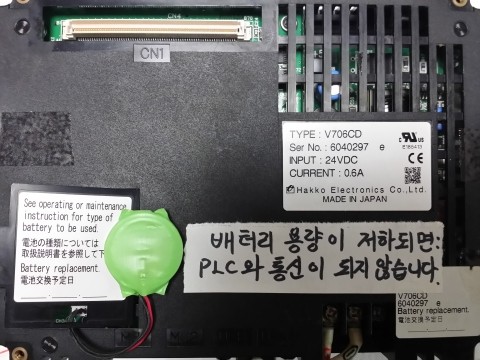 CN1
TYPE : V706CD
Ser No. : 6040297 e
INPUT : 24VDC
CURRENT : 0.6A
Hakko Electronics Co.,Ltd.
MADE IN JAPAN
c UL US
CE
See operating or maintenance
instruction for type of
battery to be used.
電池の種類については
取扱説明書を参照して下
Battery replacement.
電池交換予定日
배터리 용량이 저하되면
PLC와 통신이 되지않습니다.
V706CD
6040297 e
Battery replacement.
電池交換予定日